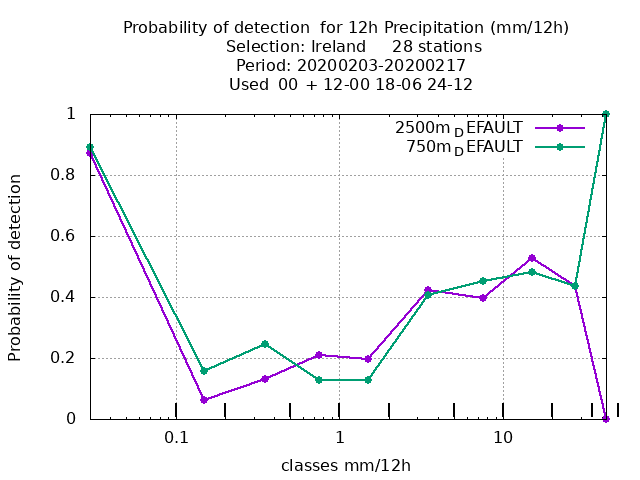 Probability of detection  for 12h Precipitation (mm/12h)
Selection: Ireland     28 stations
Period: 20200203-20200217
Used  00  + 12-00 18-06 24-12
2500m_DEFAULT
750m_DEFAULT
Probability of detection
1
0.8
0.6
0.4
0.2
0
0.1
1
10
classes mm/12h